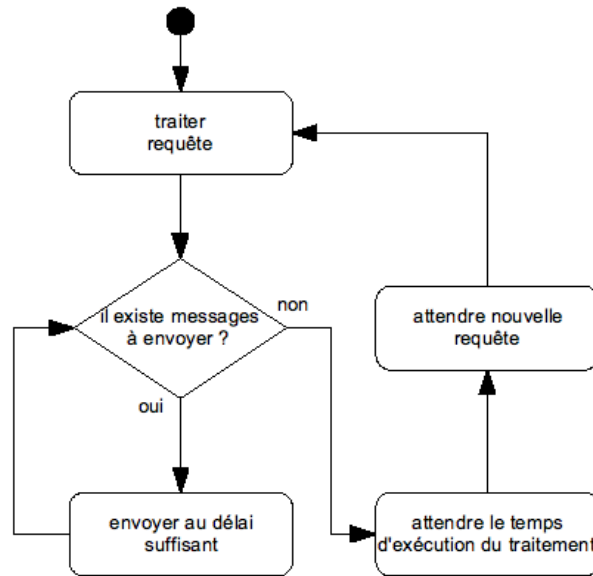 traiter
requête
il existe messages
à envoyer ?
non
oui
envoyer au délai
suffisant
attendre nouvelle
requête
attendre le temps
d'exécution du traitement